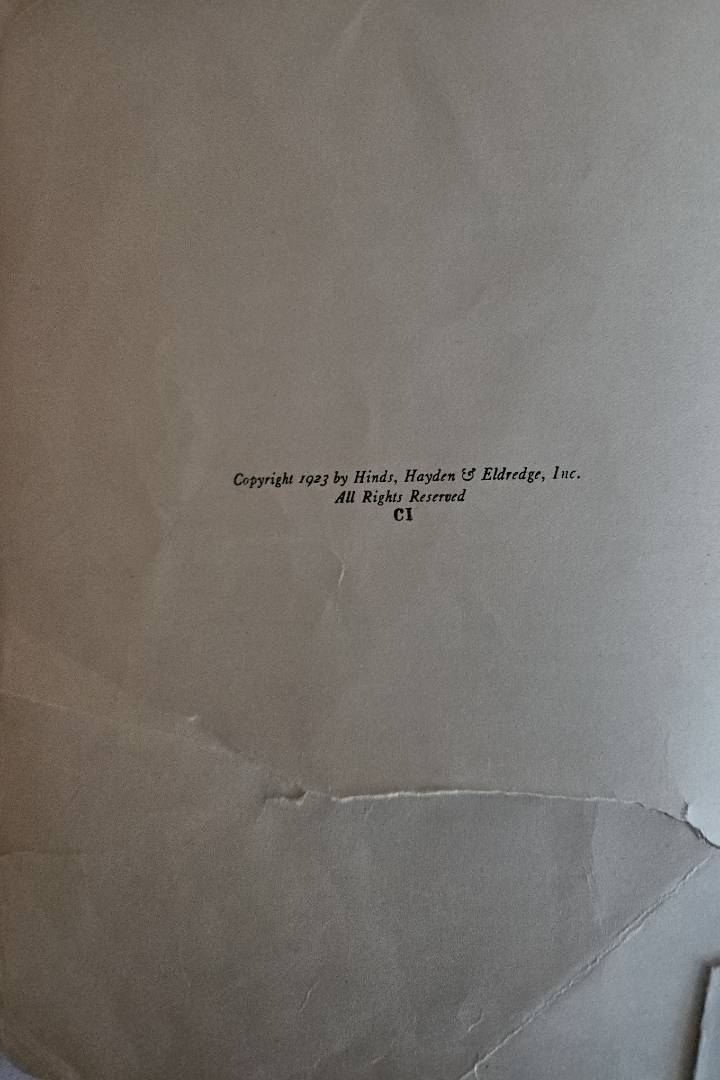 Copyright 1923 by Hinds, Hayden & Eldredge, Inc.
All Rights Reserved
CI